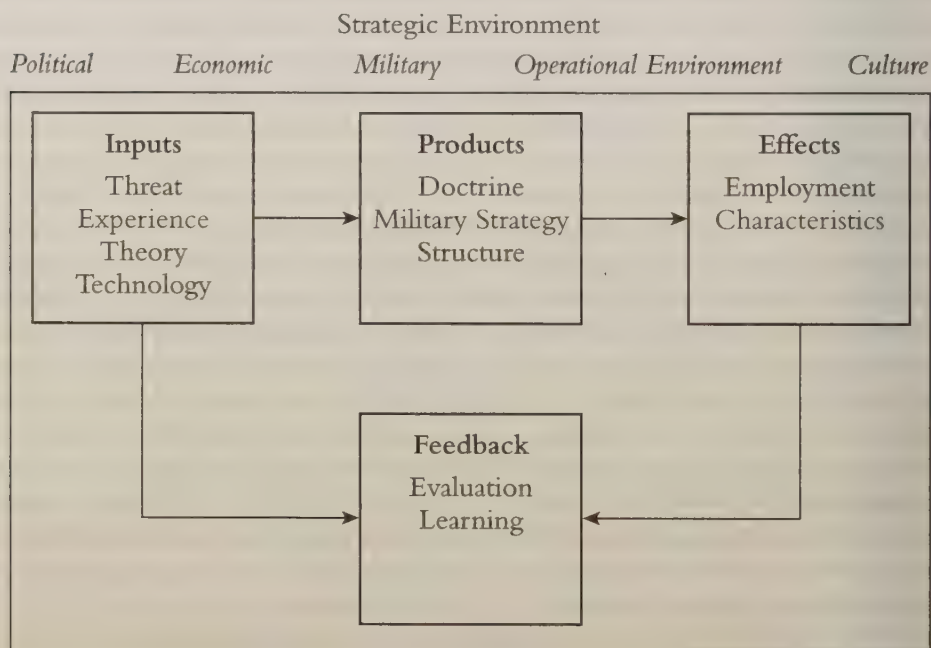 Strategic Environment
Political Economic Military Operational Environment Culture
Inputs
Threat
Experience
Theory
Technology
Products
Doctrine
Military Strategy
Structure
Effects
Employment
Characteristics
Feedback
Evaluation
Learning